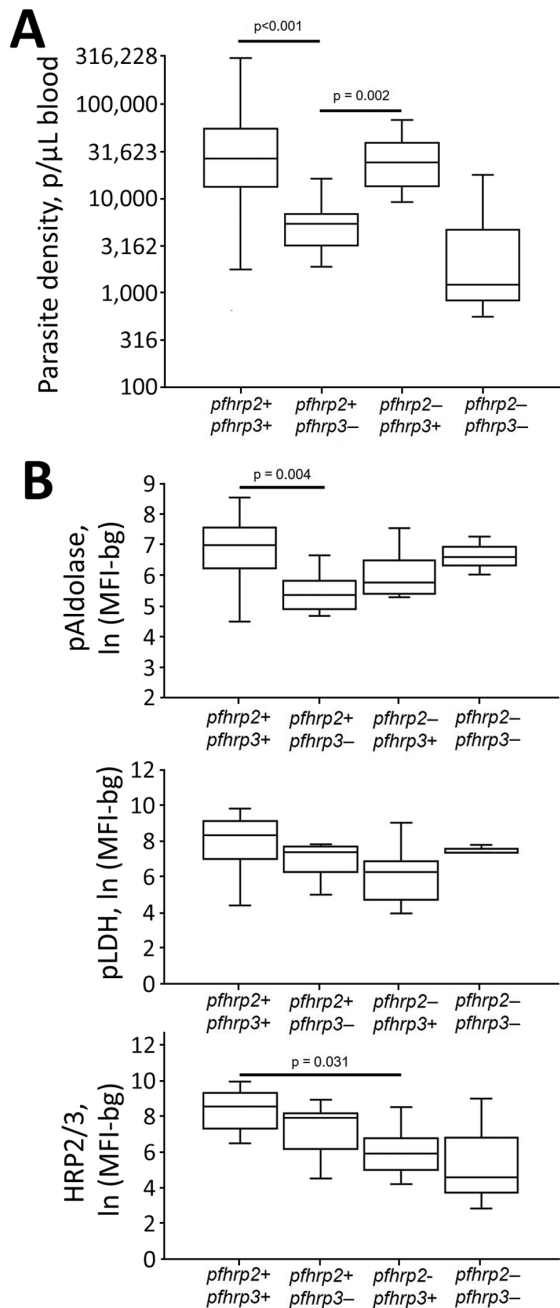 A
p<0.001
p = 0.002
316,228
100,000
31,623
10,000
3,162
1,000
316
100
Parasite density, p/µL blood
pfhrp2+ pfhrp2+ pfhrp2– pfhrp2–
pfhrp3+ pfhrp3– pfhrp3+ pfhrp3–
B
p = 0.004
9
8
7
6
5
4
3
2
pAldolase,
ln (MFI-bg)
pfhrp2+ pfhrp2+ pfhrp2– pfhrp2–
pfhrp3+ pfhrp3– pfhrp3+ pfhrp3–
12
10
8
6
4
2
0
pLDH, ln (MFI-bg)
pfhrp2+ pfhrp2+ pfhrp2– pfhrp2–
pfhrp3+ pfhrp3– pfhrp3+ pfhrp3–
p = 0.031
12
10
8
6
4
2
0
HRP2/3,
ln (MFI-bg)
pfhrp2+ pfhrp2+ pfhrp2- pfhrp2–
pfhrp3+ pfhrp3– pfhrp3+ pfhrp3–